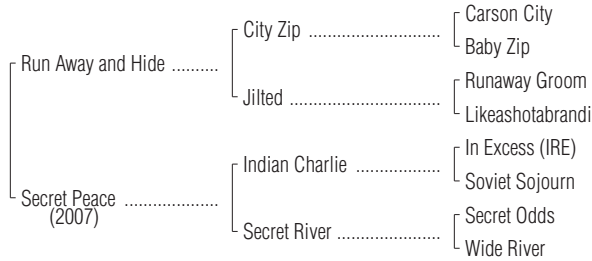 Carson City
City Zip ...........................
Baby Zip
Run Away and Hide ..........
Runaway Groom
Jilted ...............................
Likeashotabrandi
In Excess (IRE)
Indian Charlie .................
Soviet Sojourn
Secret Peace ....................
(2007)
Secret Odds
Secret River .....................
Wide River